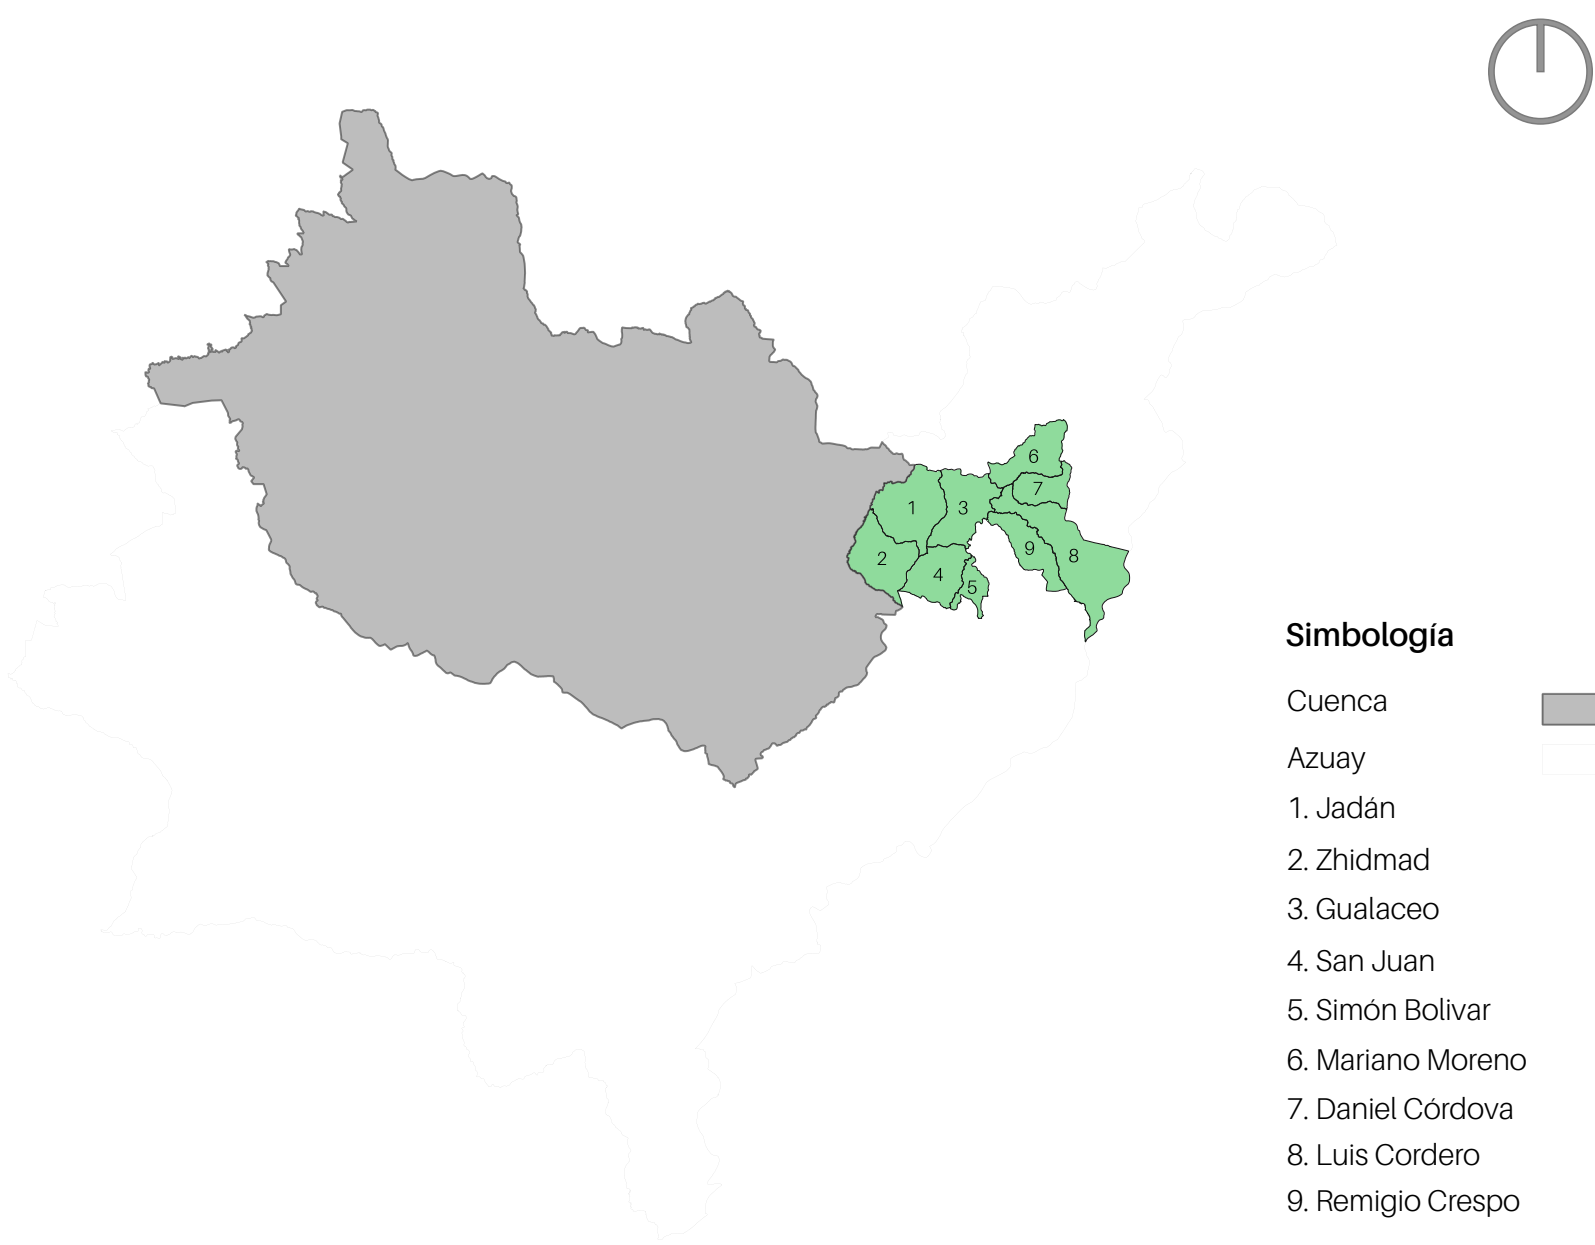 6
7
1
3
9
8
2
4
5
Simbología
Cuenca
Azuay
1. Jadán
2. Zhidmad
3. Gualaceo
4. San Juan
5. Simón Bolivar
6. Mariano Moreno
7. Daniel Córdova
8. Luis Cordero
9. Remigio Crespo